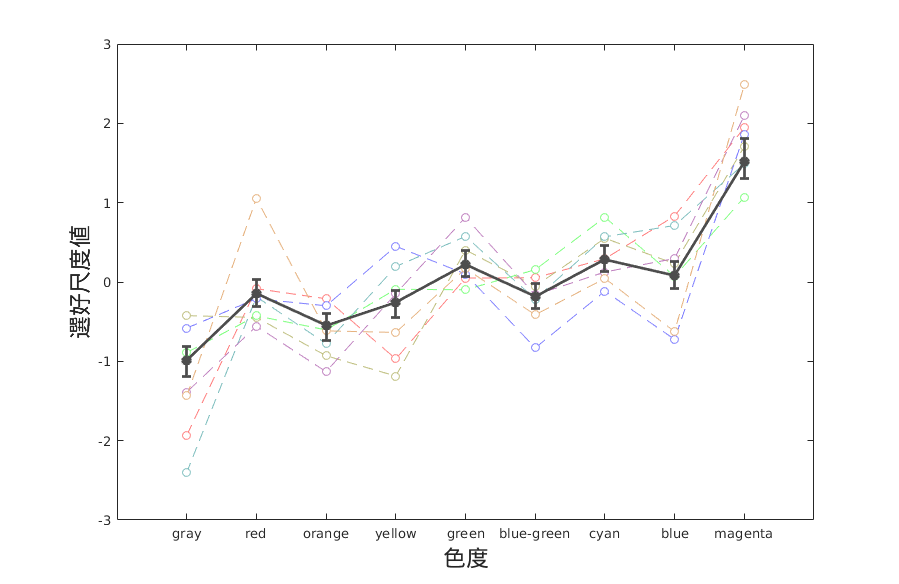 3
2
1
0
-1
-2
-3
選好尺度値
gray red orange yellow green blue-green cyan blue magenta
色度